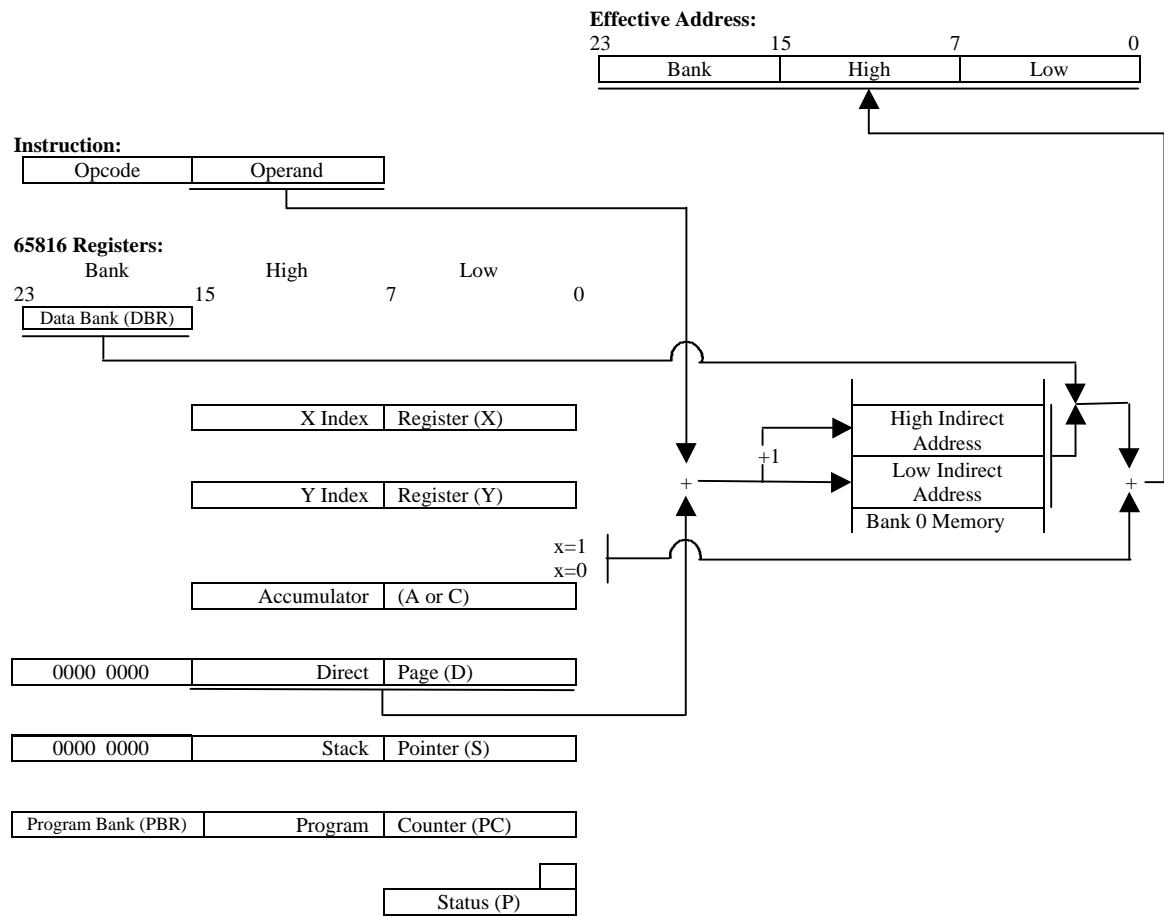 Effective Address:
23 15 7 0
Bank High Low
Instruction:
Opcode Operand
65816 Registers:
Bank High Low
23 15 7 0
Data Bank (DBR)
X Index Register (X)
High Indirect
Address
+1
Y Index Register (Y)
+
Low Indirect
Address
+
Bank 0 Memory
x=1
x=0
Accumulator (A or C)
0000 0000 Direct Page (D)
0000 0000 Stack Pointer (S)
Program Bank (PBR) Program Counter (PC)
Status (P)